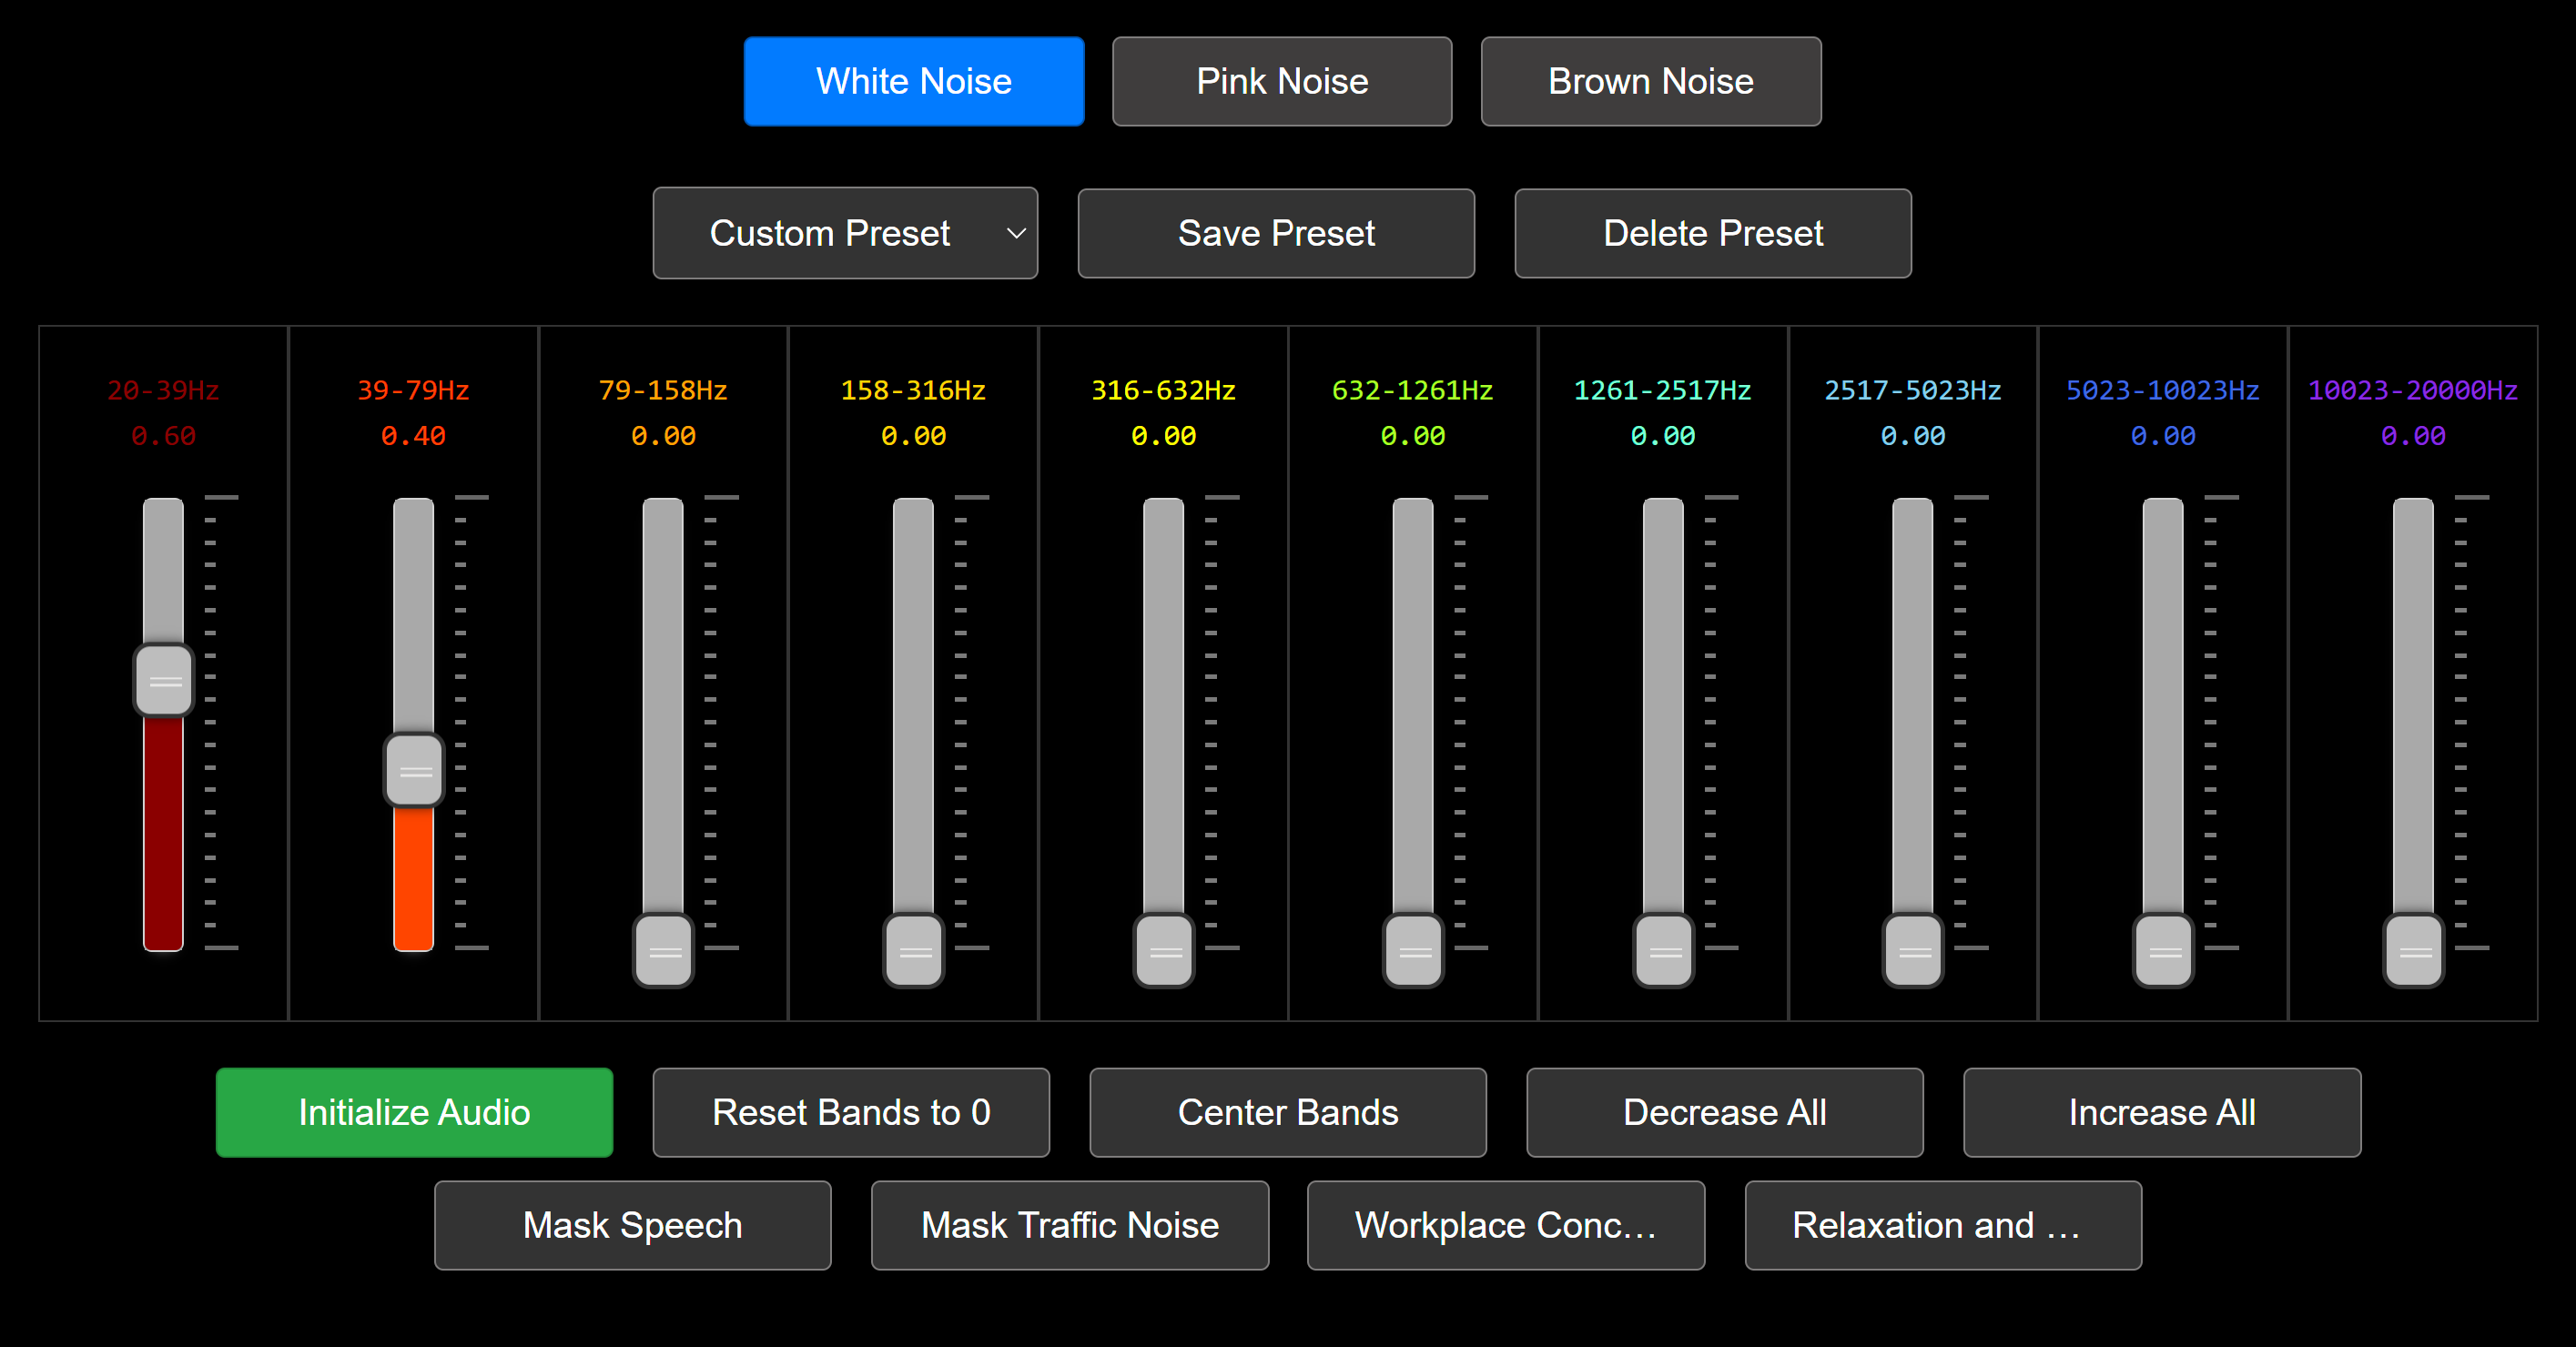 White Noise Pink Noise Brown Noise
Custom Preset Save Preset Delete Preset
20-39Hz 39-79Hz 79-158Hz 158-316Hz 316-632Hz 632-1261Hz 1261-2517Hz 2517-5023Hz 5023-10023Hz 10023-20000Hz
0.60 0.40 0.00 0.00 0.00 0.00 0.00 0.00 0.00 0.00
Initialize Audio Reset Bands to 0 Center Bands Decrease All Increase All
Mask Speech Mask Traffic Noise Workplace Conc... Relaxation and ...